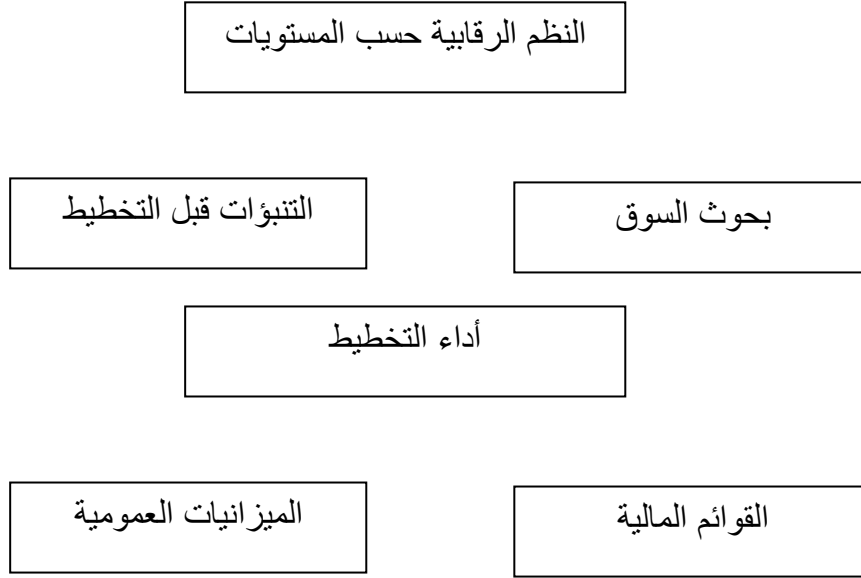 النظم الرقابية حسب المستويات
بحوث السوق
التنبؤات قبل التخطيط
أداء التخطيط
القوائم المالية
الميزانيات العمومية